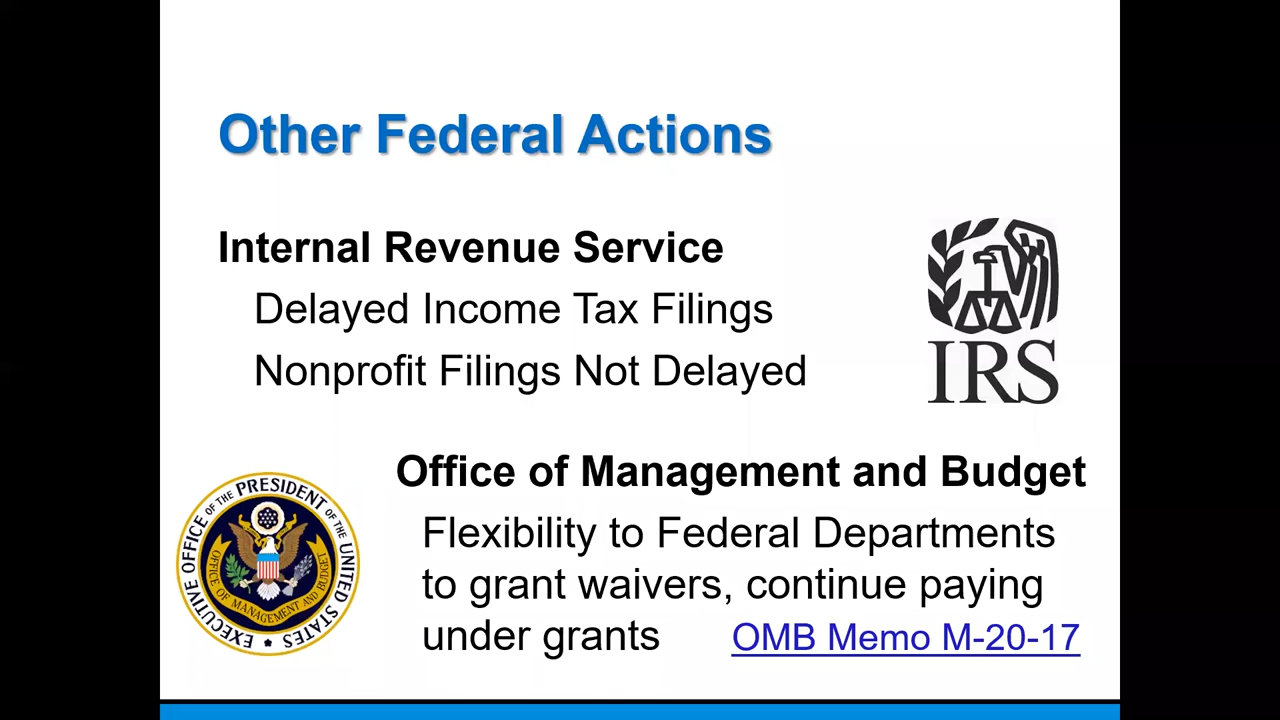 Other Federal Actions
Internal Revenue Service
Delayed Income Tax Filings
Nonprofit Filings Not Delayed
IRS
Office of Management and Budget
Flexibility to Federal Departments
to grant waivers, continue paying
under grants OMB Memo M-20-17
EXECUTIVE OFFICE OF THE PRESIDENT OF THE UNITED STATES
OFFICE OF MANAGEMENT AND BUDGET